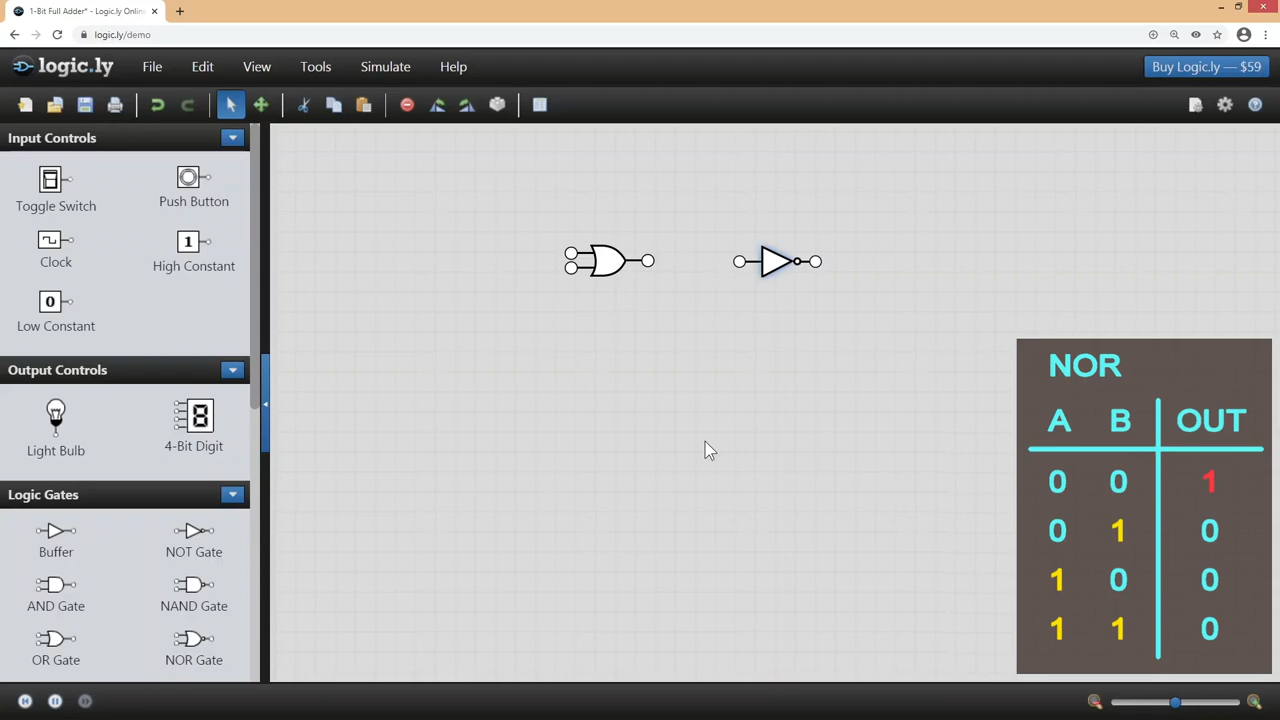 1-Bit Full Adder* - Logic.ly Onlin
logic.ly/demo
logic.ly File Edit View Tools Simulate Help Buy Logic.ly — $59
Input Controls
Toggle Switch Push Button
Clock 1 High Constant
0 Low Constant
Output Controls
Light Bulb 8 4-Bit Digit
Logic Gates
Buffer NOT Gate
AND Gate NAND Gate
OR Gate NOR Gate
NOR
A B OUT
0 0 1
0 1 0
1 0 0
1 1 0